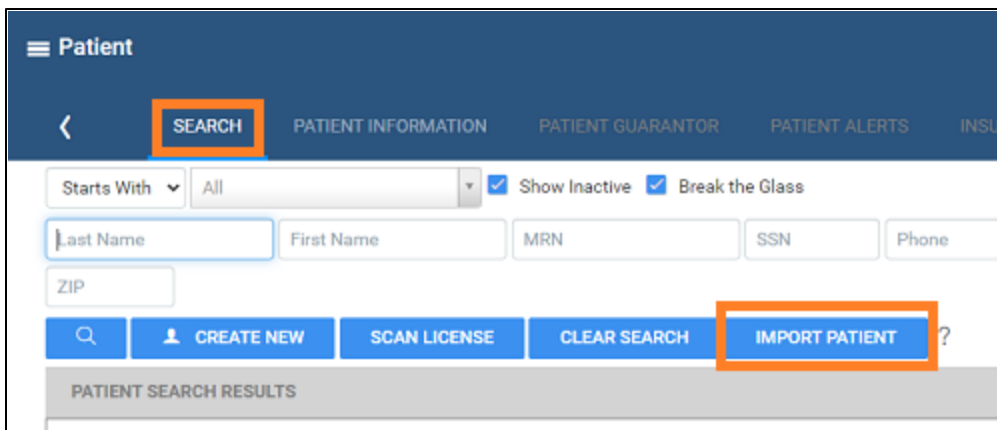 Patient
SEARCH PATIENT INFORMATION PATIENT GUARANTOR PATIENT ALERTS
Starts With All Show Inactive Break the Glass
Last Name First Name MRN SSN Phone
ZIP
CREATE NEW SCAN LICENSE CLEAR SEARCH IMPORT PATIENT ?
PATIENT SEARCH RESULTS